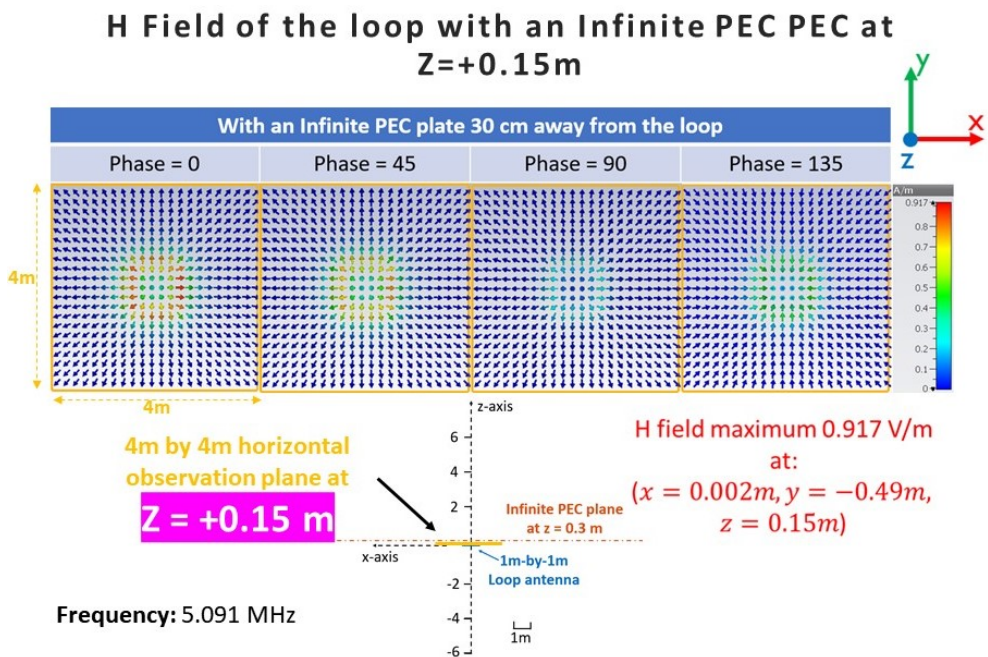 H Field of the loop with an Infinite PEC PEC at
Z=+0.15m
y
x
z
With an Infinite PEC plate 30 cm away from the loop
Phase = 0
Phase = 45
Phase = 90
Phase = 135
A/m
0.917
0.8
0.7
0.6
0.5
0.4
0.3
0.2
0.1
0
4m
4m
z-axis
6
4
2
-2
-4
-6
4m by 4m horizontal
observation plane at
Z = +0.15 m
Infinite PEC plane
at z = 0.3 m
x-axis
1m-by-1m
Loop antenna
1m
H field maximum 0.917 V/m
at:
(x = 0.002m, y = −0.49m,
z = 0.15m)
Frequency: 5.091 MHz